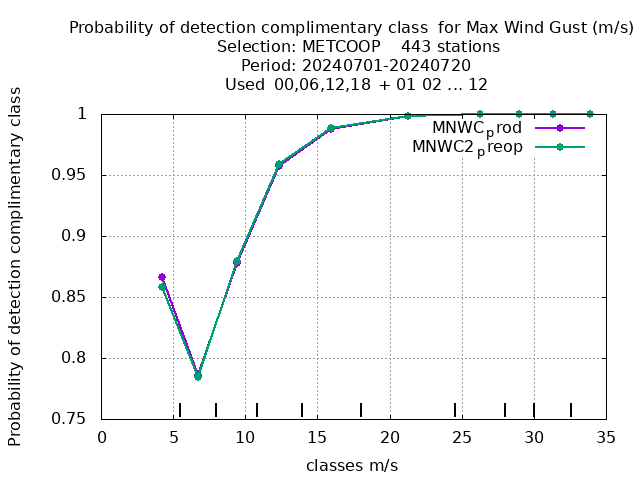 Probability of detection complimentary class for Max Wind Gust (m/s)
Selection: METCOOP 443 stations
Period: 20240701-20240720
Used 00,06,12,18 + 01 02 ... 12
Probability of detection complimentary class
1
0.95
0.9
0.85
0.8
0.75
MNWC_prod
MNWC2_preop
0 5 10 15 20 25 30 35
classes m/s